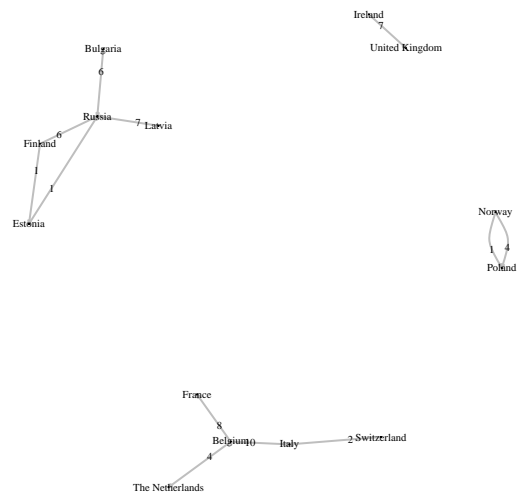 Ireland
7
United Kingdom
Bulgaria
6
Russia
7 Latvia
6
Finland
1
1
Estonia
Norway
1 4
Poland
France
8
Belgium 10 Italy 2 Switzerland
4
The Netherlands